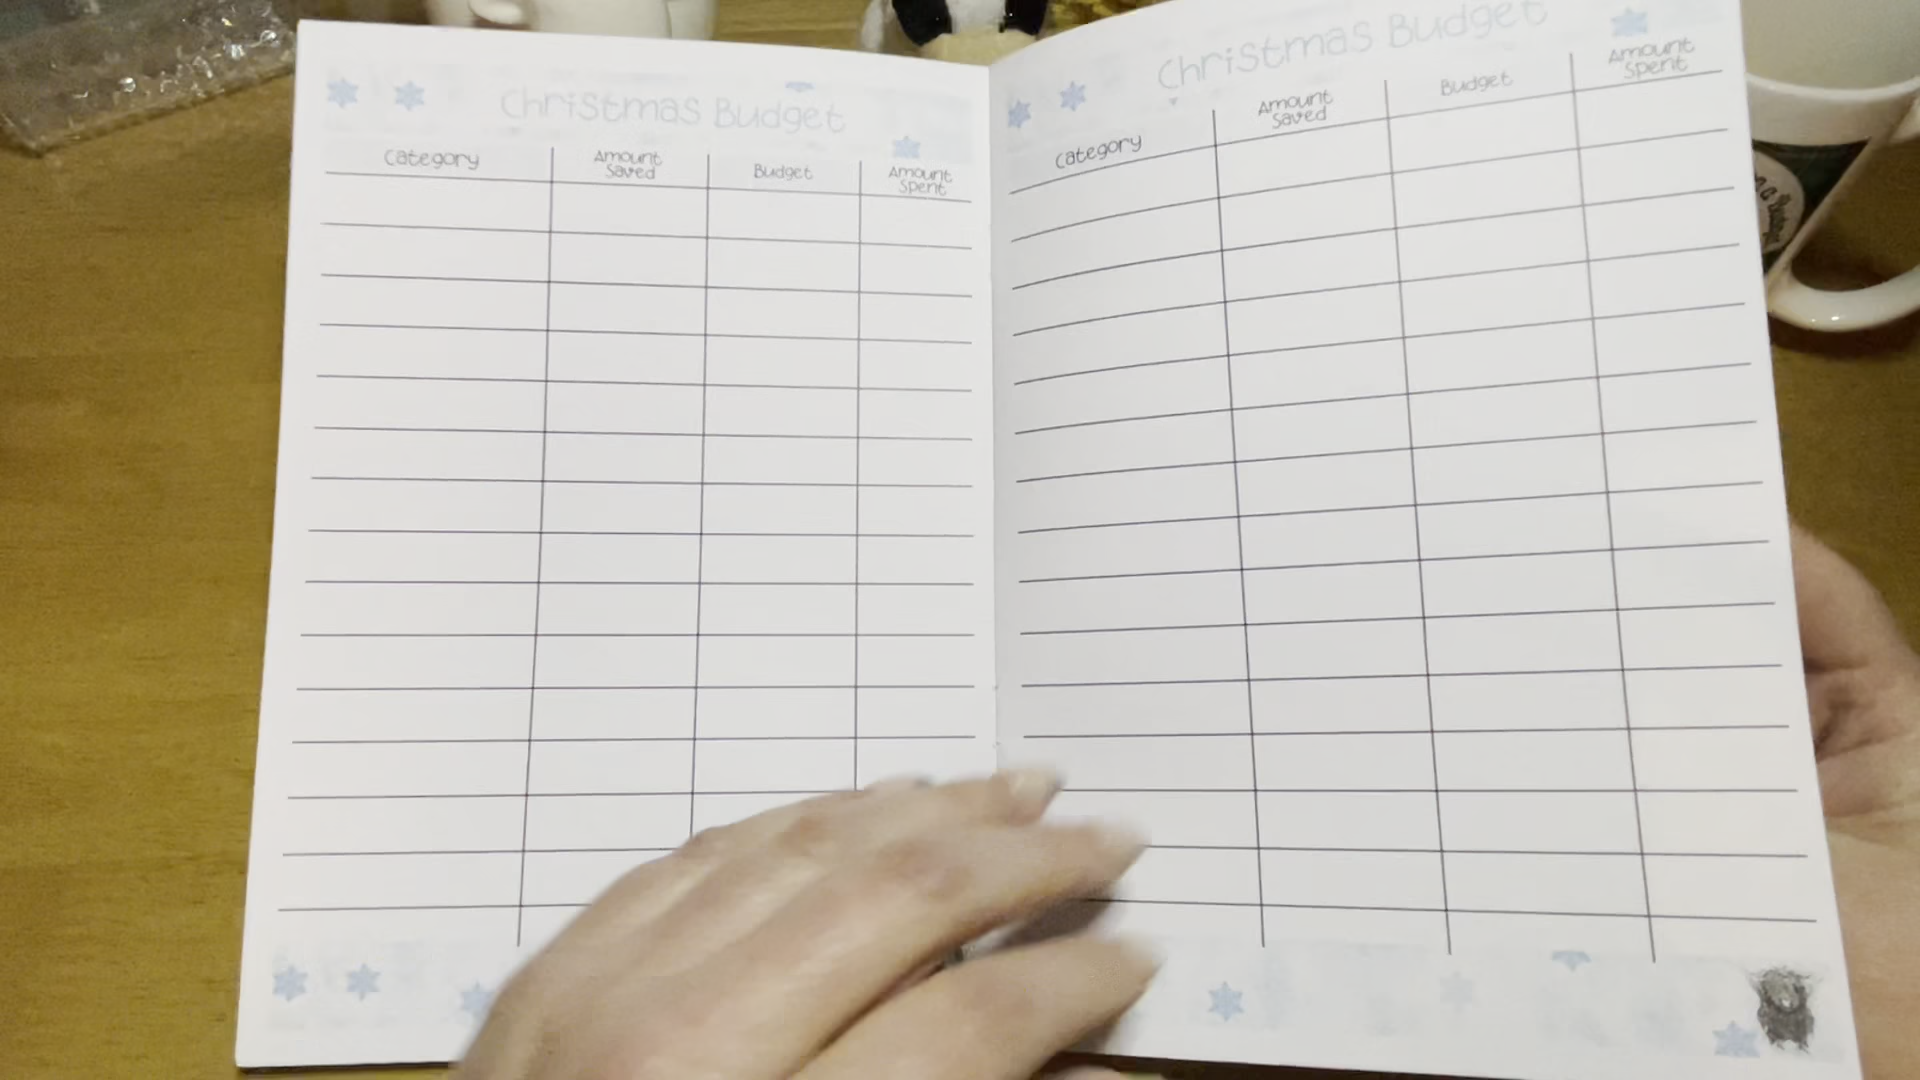 Christmas Budget
Category
Amount
Saved
Budget
Amount
Spent
Christmas Budget
Category
Amount
Saved
Budget
Amount
Spent